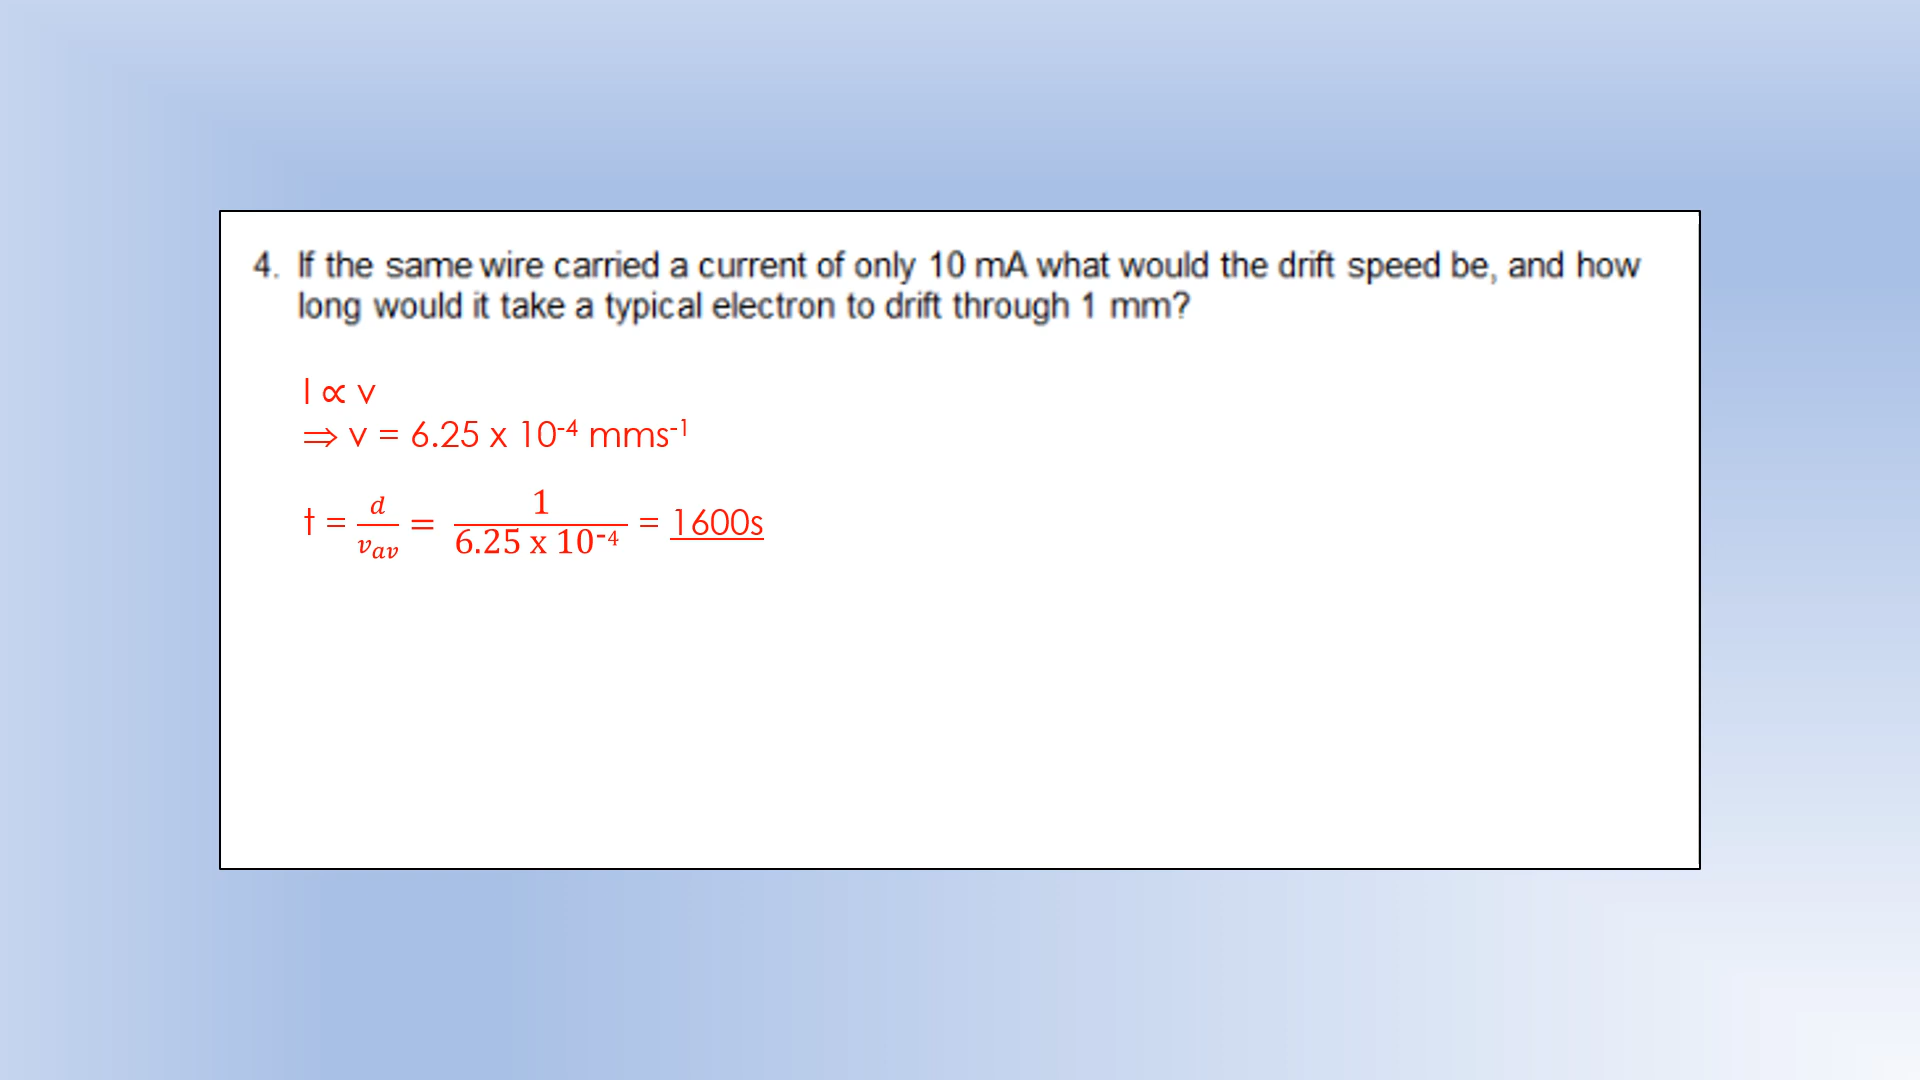 4. If the same wire carried a current of only 10 mA what would the drift speed be, and how
long would it take a typical electron to drift through 1 mm?
I ∝ v
⇒ v = 6.25 x 10⁻⁴ mms⁻¹
t = d/vₐᵥ = 1/(6.25 x 10⁻⁴) = 1600s